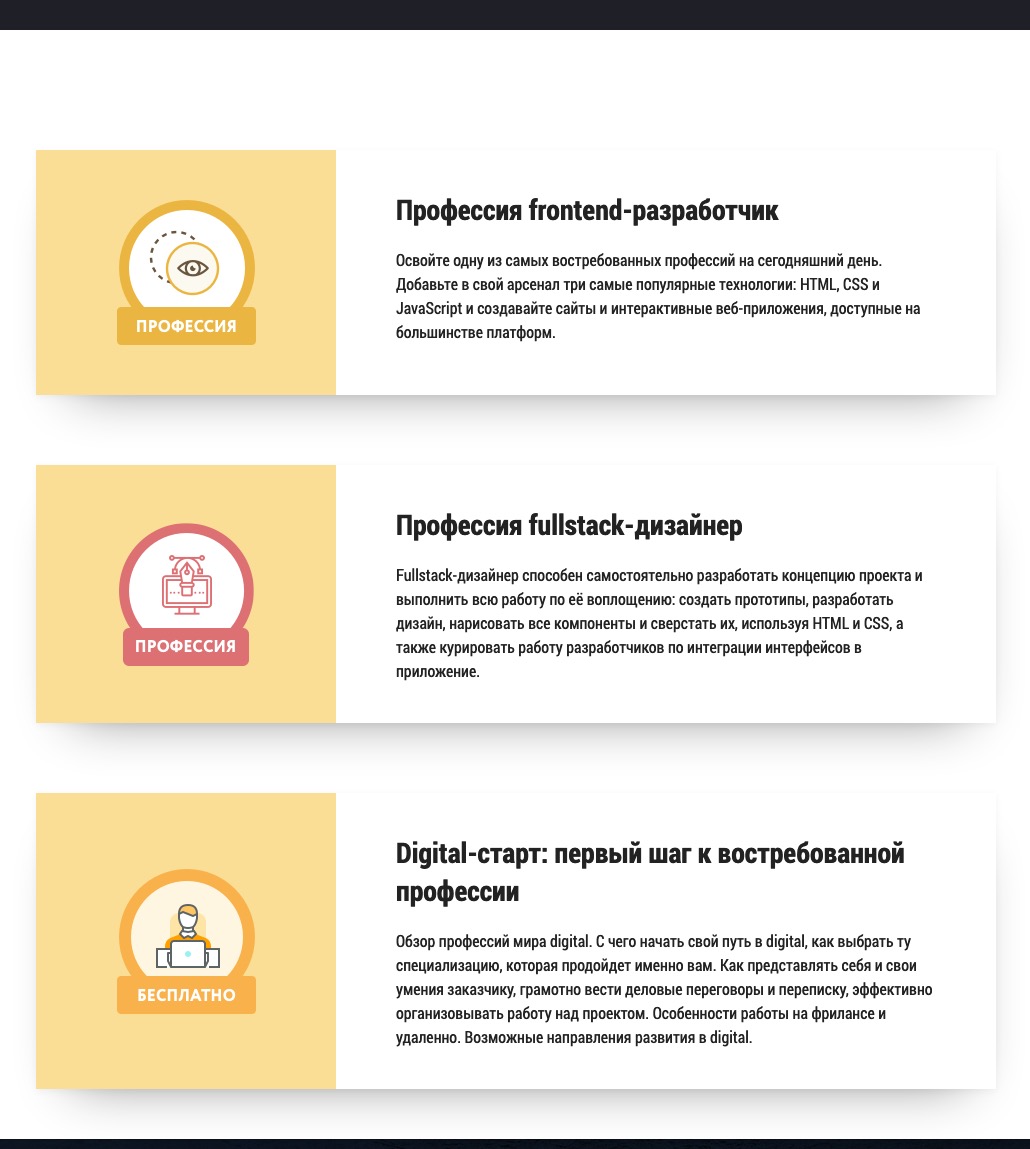 Профессия frontend-разработчик
Освойте одну из самых востребованных профессий на сегодняшний день.
Добавьте в свой арсенал три самые популярные технологии: HTML, CSS и
JavaScript и создавайте сайты и интерактивные веб-приложения, доступные на
большинстве платформ.
ПРОФЕССИЯ
Профессия fullstack-дизайнер
Fullstack-дизайнер способен самостоятельно разработать концепцию проекта и
выполнить всю работу по её воплощению: создать прототипы, разработать
дизайн, нарисовать все компоненты и сверстать их, используя HTML и CSS, а
также курировать работу разработчиков по интеграции интерфейсов в
приложение.
ПРОФЕССИЯ
Digital-старт: первый шаг к востребованной
профессии
Обзор профессий мира digital. С чего начать свой путь в digital, как выбрать ту
специализацию, которая продойдет именно вам. Как представлять себя и свои
умения заказчику, грамотно вести деловые переговоры и переписку, эффективно
организовывать работу над проектом. Особенности работы на фрилансе и
удаленно. Возможные направления развития в digital.
БЕСПЛАТНО